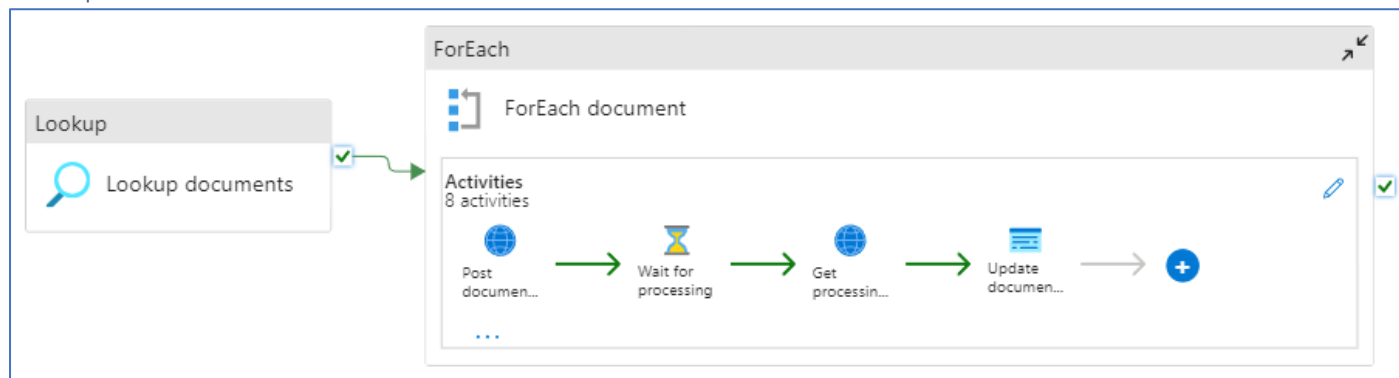 Lookup
Lookup documents
ForEach
ForEach document
Activities
8 activities
Post
documen...
Wait for
processing
Get
processin...
Update
documen...
...